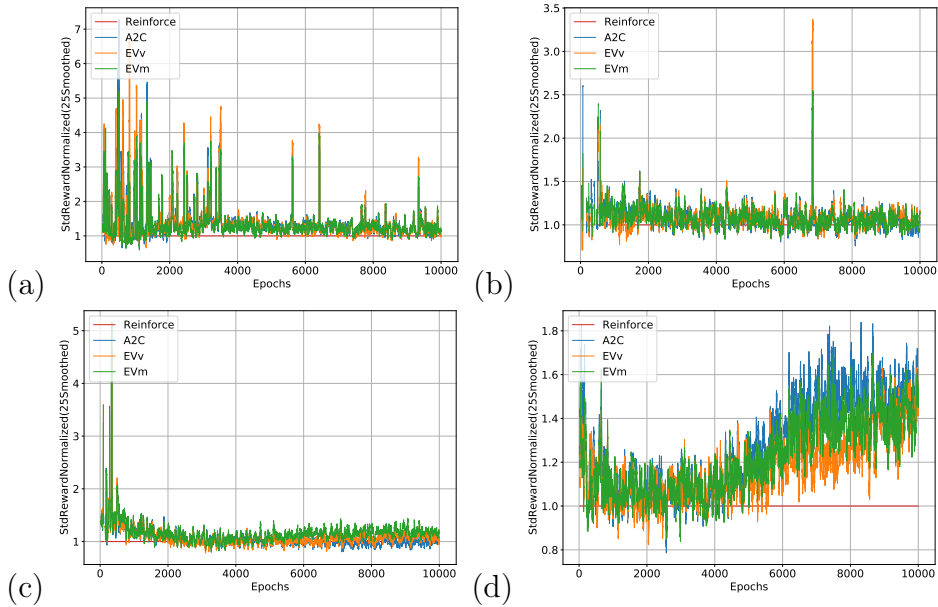 StdRewardNormalized(25Smoothed)
7
6
5
4
3
2
1
Reinforce
A2C
EVv
EVm
0 2000 4000 6000 8000 10000
Epochs
(a)
StdRewardNormalized(25Smoothed)
3.5
3.0
2.5
2.0
1.5
1.0
Reinforce
A2C
EVv
EVm
0 2000 4000 6000 8000 10000
Epochs
(b)
StdRewardNormalized(25Smoothed)
5
4
3
2
1
Reinforce
A2C
EVv
EVm
0 2000 4000 6000 8000 10000
Epochs
(c)
StdRewardNormalized(25Smoothed)
1.8
1.6
1.4
1.2
1.0
0.8
Reinforce
A2C
EVv
EVm
0 2000 4000 6000 8000 10000
Epochs
(d)